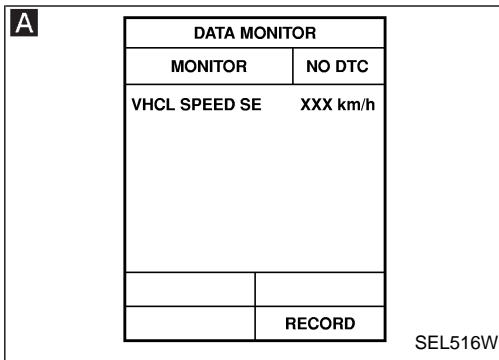 A
DATA MONITOR
MONITOR NO DTC
VHCL SPEED SE XXX km/h
RECORD
SEL516W